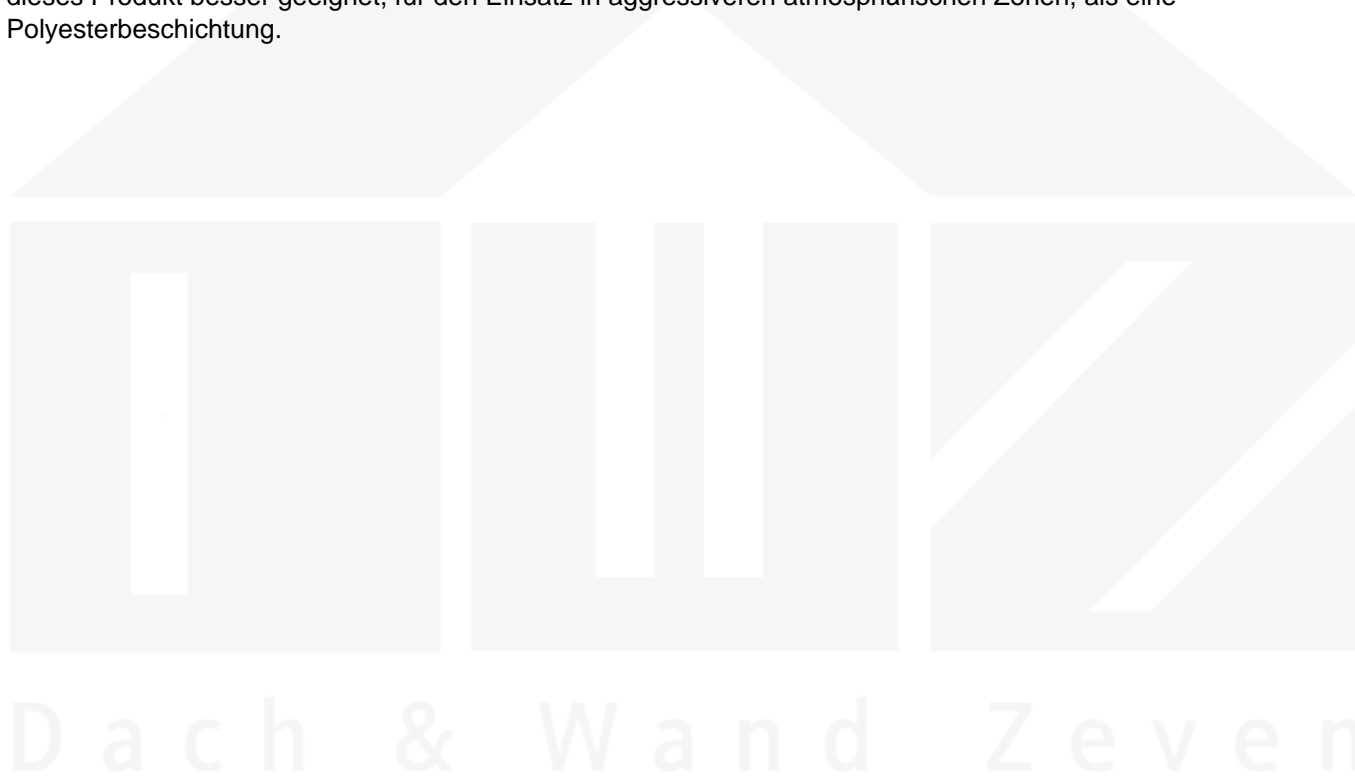 dieses Produkt besser geeignet, für den Einsatz in aggressiveren atmosphärischen Zonen, als eine
Polyesterbeschichtung.
Dach & Wand Zeven